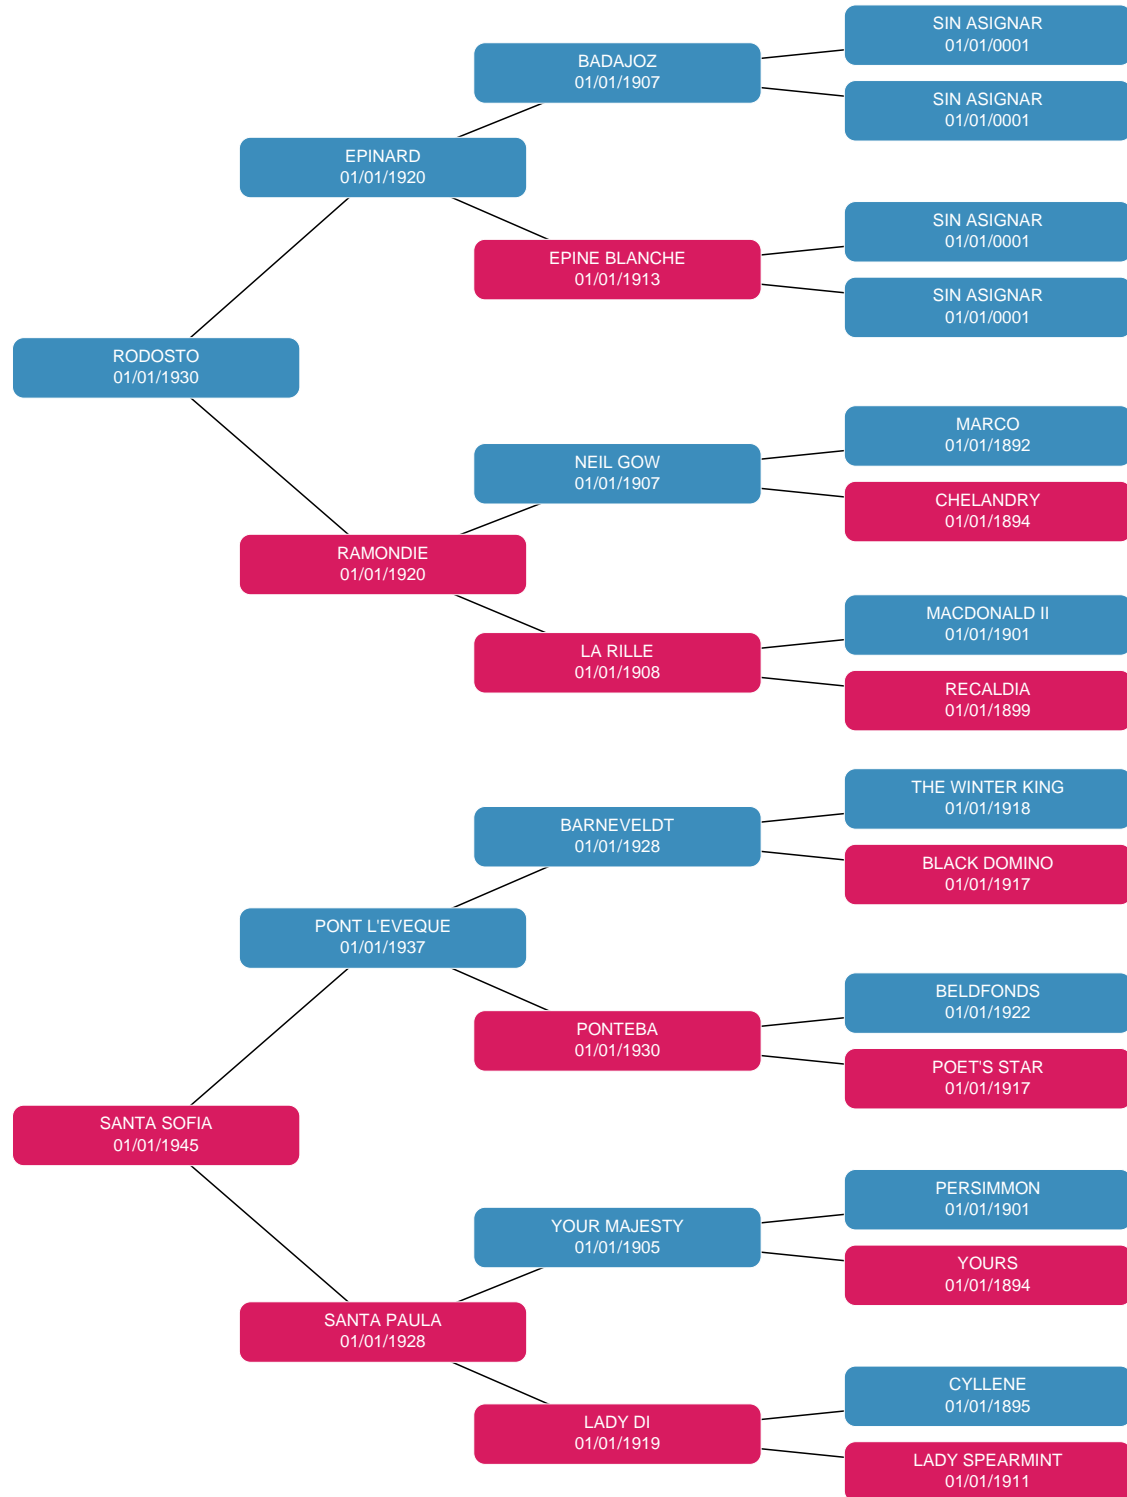 SIN ASIGNAR
01/01/0001
BADAJOZ
01/01/1907
SIN ASIGNAR
01/01/0001
EPINARD
01/01/1920
SIN ASIGNAR
01/01/0001
EPINE BLANCHE
01/01/1913
SIN ASIGNAR
01/01/0001
RODOSTO
01/01/1930
MARCO
01/01/1892
NEIL GOW
01/01/1907
CHELANDRY
01/01/1894
RAMONDIE
01/01/1920
MACDONALD II
01/01/1901
LA RILLE
01/01/1908
RECALDIA
01/01/1899
THE WINTER KING
01/01/1918
BARNEVELDT
01/01/1928
BLACK DOMINO
01/01/1917
PONT L'EVEQUE
01/01/1937
BELDFONDS
01/01/1922
PONTEBA
01/01/1930
POET'S STAR
01/01/1917
SANTA SOFIA
01/01/1945
PERSIMMON
01/01/1901
YOUR MAJESTY
01/01/1905
YOURS
01/01/1894
SANTA PAULA
01/01/1928
CYLLENE
01/01/1895
LADY DI
01/01/1919
LADY SPEARMINT
01/01/1911